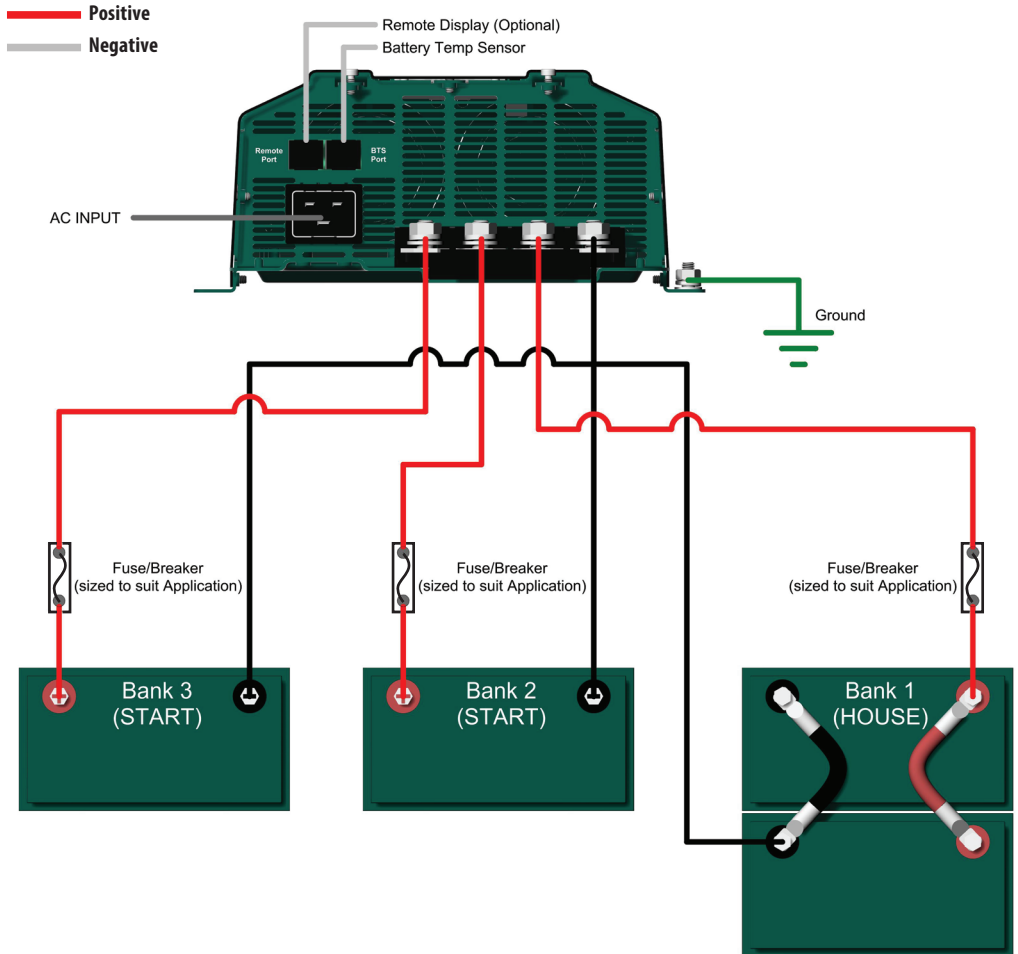 Positive
Negative
Remote Display (Optional)
Battery Temp Sensor
Remote
Port
BTS
Port
AC INPUT
Ground
Fuse/Breaker
(sized to suit Application)
Fuse/Breaker
(sized to suit Application)
Fuse/Breaker
(sized to suit Application)
Bank 3
(START)
Bank 2
(START)
Bank 1
(HOUSE)